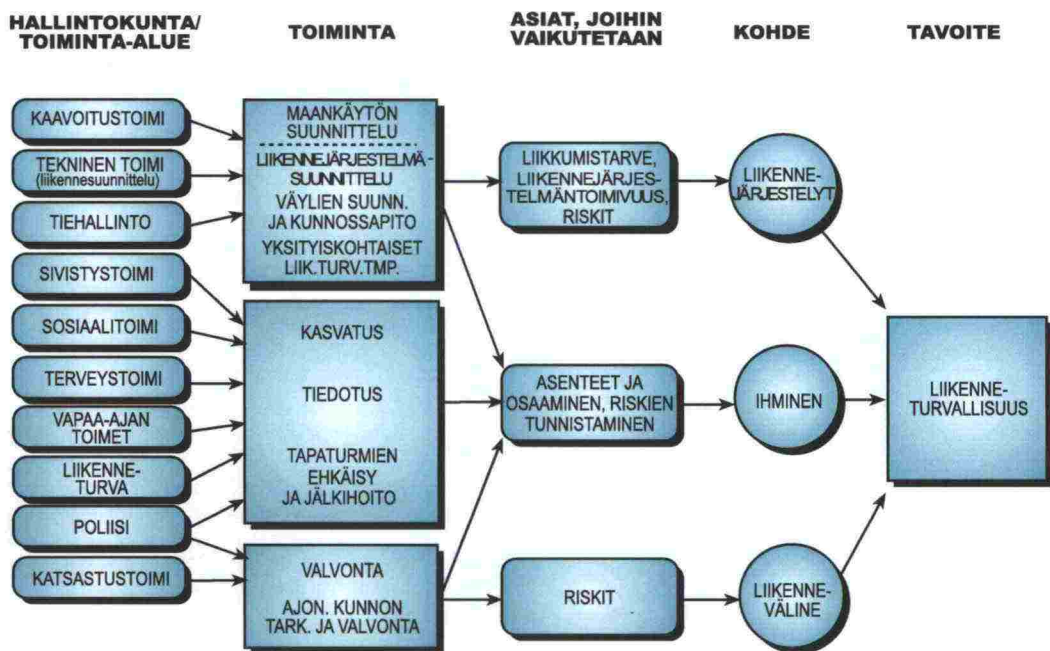 HALLINTOKUNTA/
TOIMINTA-ALUE
TOIMINTA
ASIAT, JOIHIN
VAIKUTETAAN
KOHDE
TAVOITE
KAAVOITUSTOIMI
TEKNINEN TOIMI
(liikennesuunnittelu)
TIEHALLINTO
SIVISTYSTOIMI
SOSIAALITOIMI
TERVEYSTOIMI
VAPAA-AJAN
TOIMET
LIIKENNE-
TURVA
POLIISI
KATSASTUSTOIMI
MAANKÄYTÖN
SUUNNITTELU
LIIKENNEJÄRJESTELMÄ-
SUUNNITTELU
VÄYLIEN SUUNN.
JA KUNNOSSAPITO
YKSITYISKOHTAISET
LIIK.TURV.TMP.
KASVATUS
TIEDOTUS
TAPATURMIEN
EHKÄISY
JA JÄLKIHOITO
VALVONTA
AJON. KUNNON
TARK. JA VALVONTA
LIIKKUMISTARVE,
LIIKENNEJÄRJES-
TELMÄNTOIMIVUUS,
RISKIT
ASENTEET JA
OSAAMINEN, RISKIEN
TUNNISTAMINEN
RISKIT
LIIKENNE-
JÄRJESTELYT
IHMINEN
LIIKENNE-
VÄLINE
LIIKENNE-
TURVALLISUUS